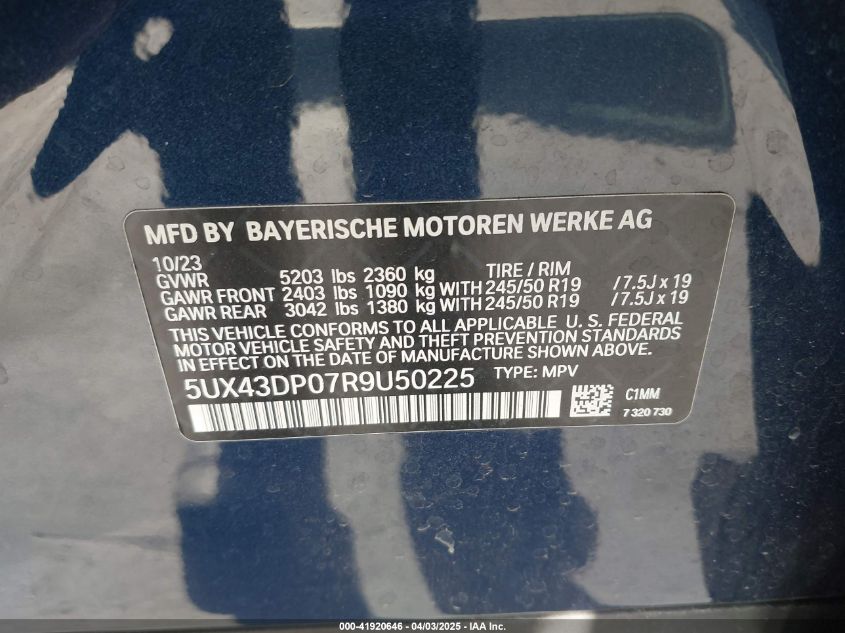 MFD BY BAYERISCHE MOTOREN WERKE AG
10/23
GVWR 5203 lbs 2360 kg TIRE / RIM
GAWR FRONT 2403 lbs 1090 kg WITH 245/50 R19 / 7.5J x 19
GAWR REAR 3042 lbs 1380 kg WITH 245/50 R19 / 7.5J x 19
THIS VEHICLE CONFORMS TO ALL APPLICABLE U. S. FEDERAL
MOTOR VEHICLE SAFETY AND THEFT PREVENTION STANDARDS
IN EFFECT ON THE DATE OF MANUFACTURE SHOWN ABOVE.
5UX43DP07R9U50225 TYPE: MPV
C1MM
7 320 730
000-41920646 - 04/03/2025 - IAA Inc.